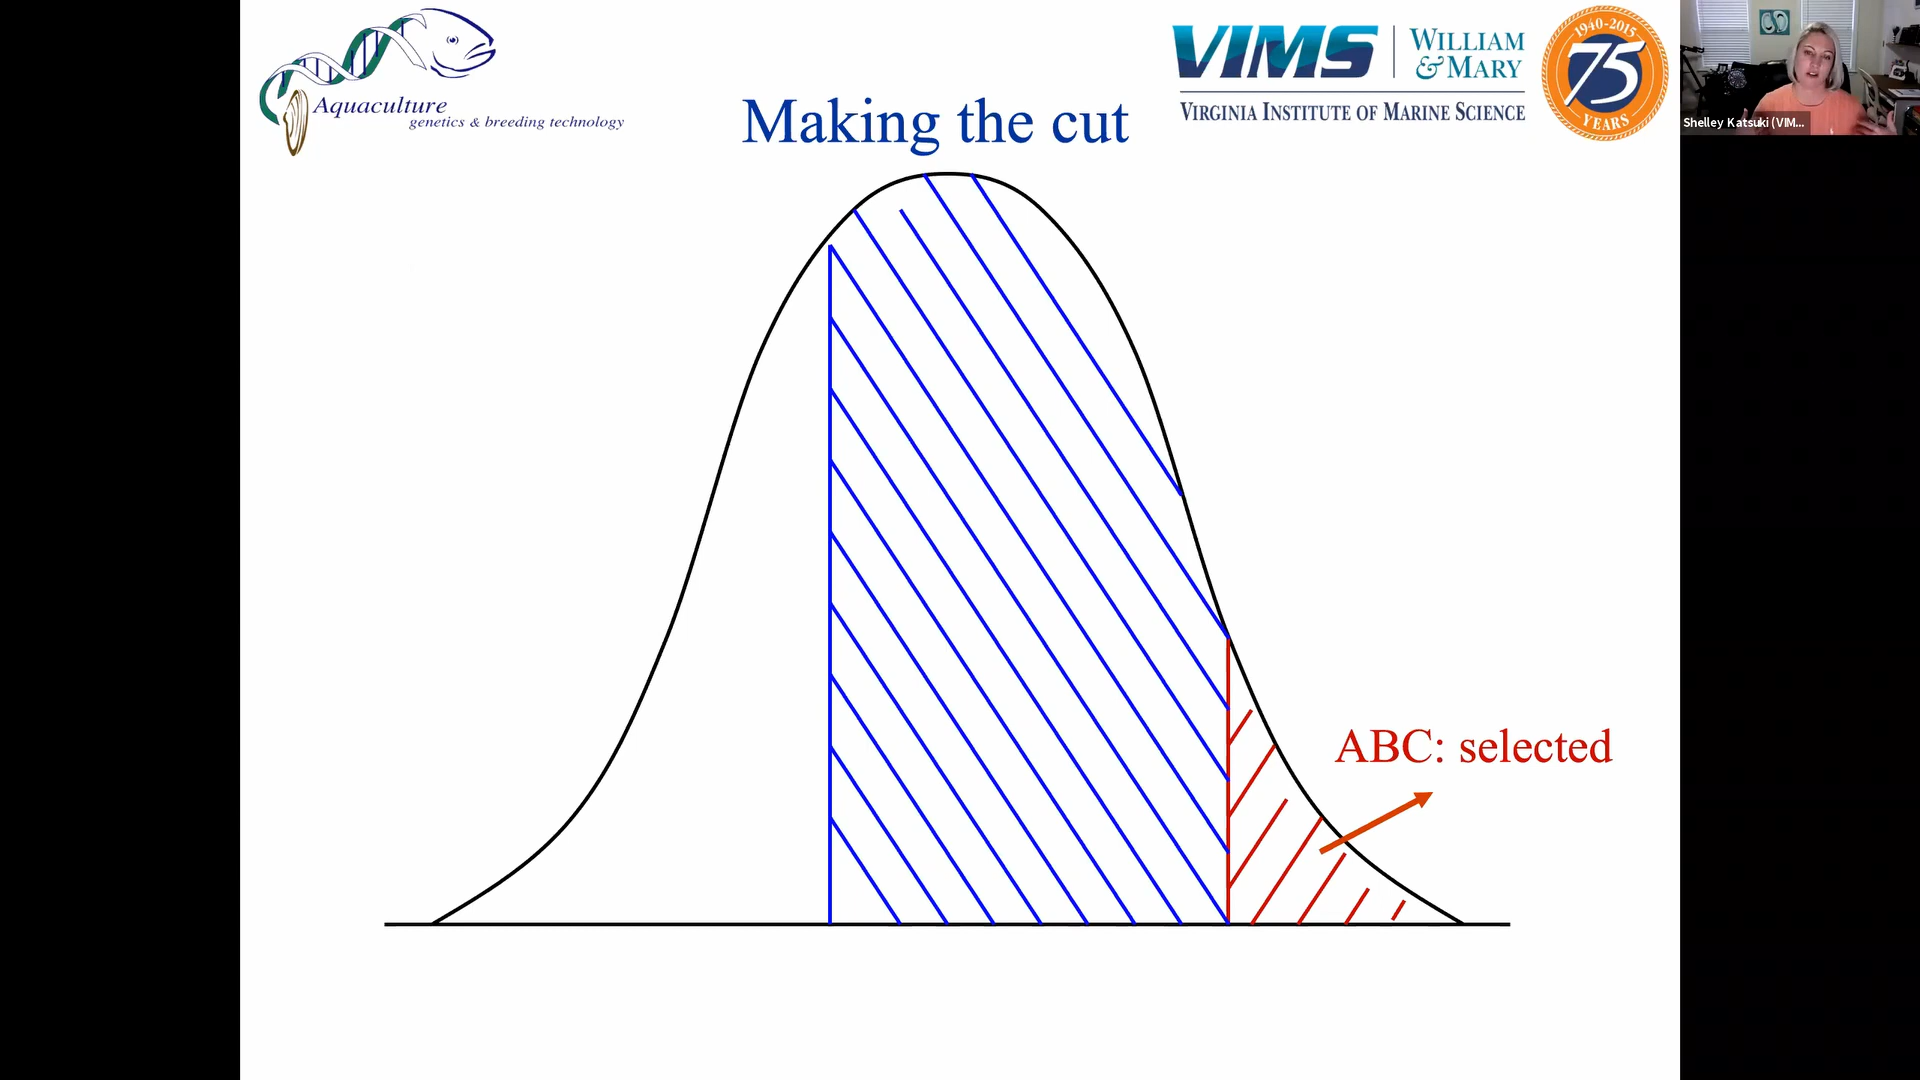 Aquaculture
genetics & breeding technology
Making the cut
VIMS
WILLIAM
& MARY
VIRGINIA INSTITUTE OF MARINE SCIENCE
1940-2015
75
YEARS
Shelley Katsuki (VIM...
ABC: selected